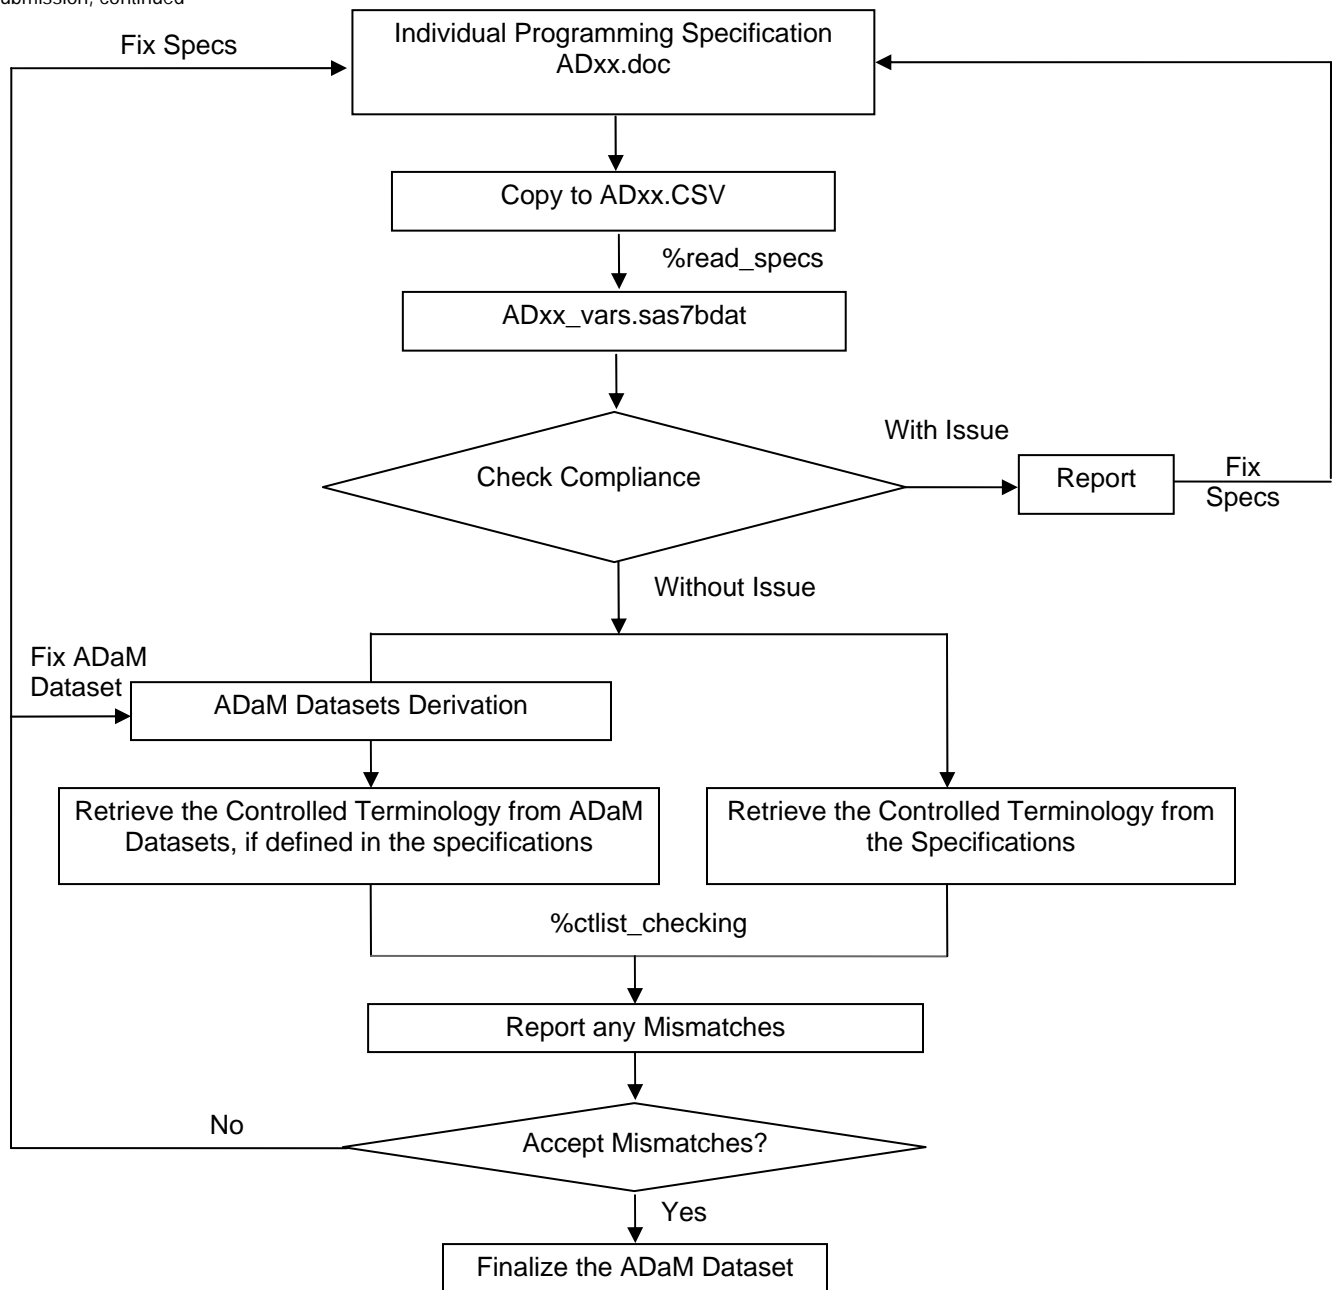 Fix Specs
Individual Programming Specification
ADxx.doc
Copy to ADxx.CSV
%read_specs
ADxx_vars.sas7bdat
With Issue
Check Compliance
Report
Fix
Specs
Without Issue
Fix ADaM
Dataset
ADaM Datasets Derivation
Retrieve the Controlled Terminology from ADaM
Datasets, if defined in the specifications
Retrieve the Controlled Terminology from
the Specifications
%ctlist_checking
Report any Mismatches
No
Accept Mismatches?
Yes
Finalize the ADaM Dataset